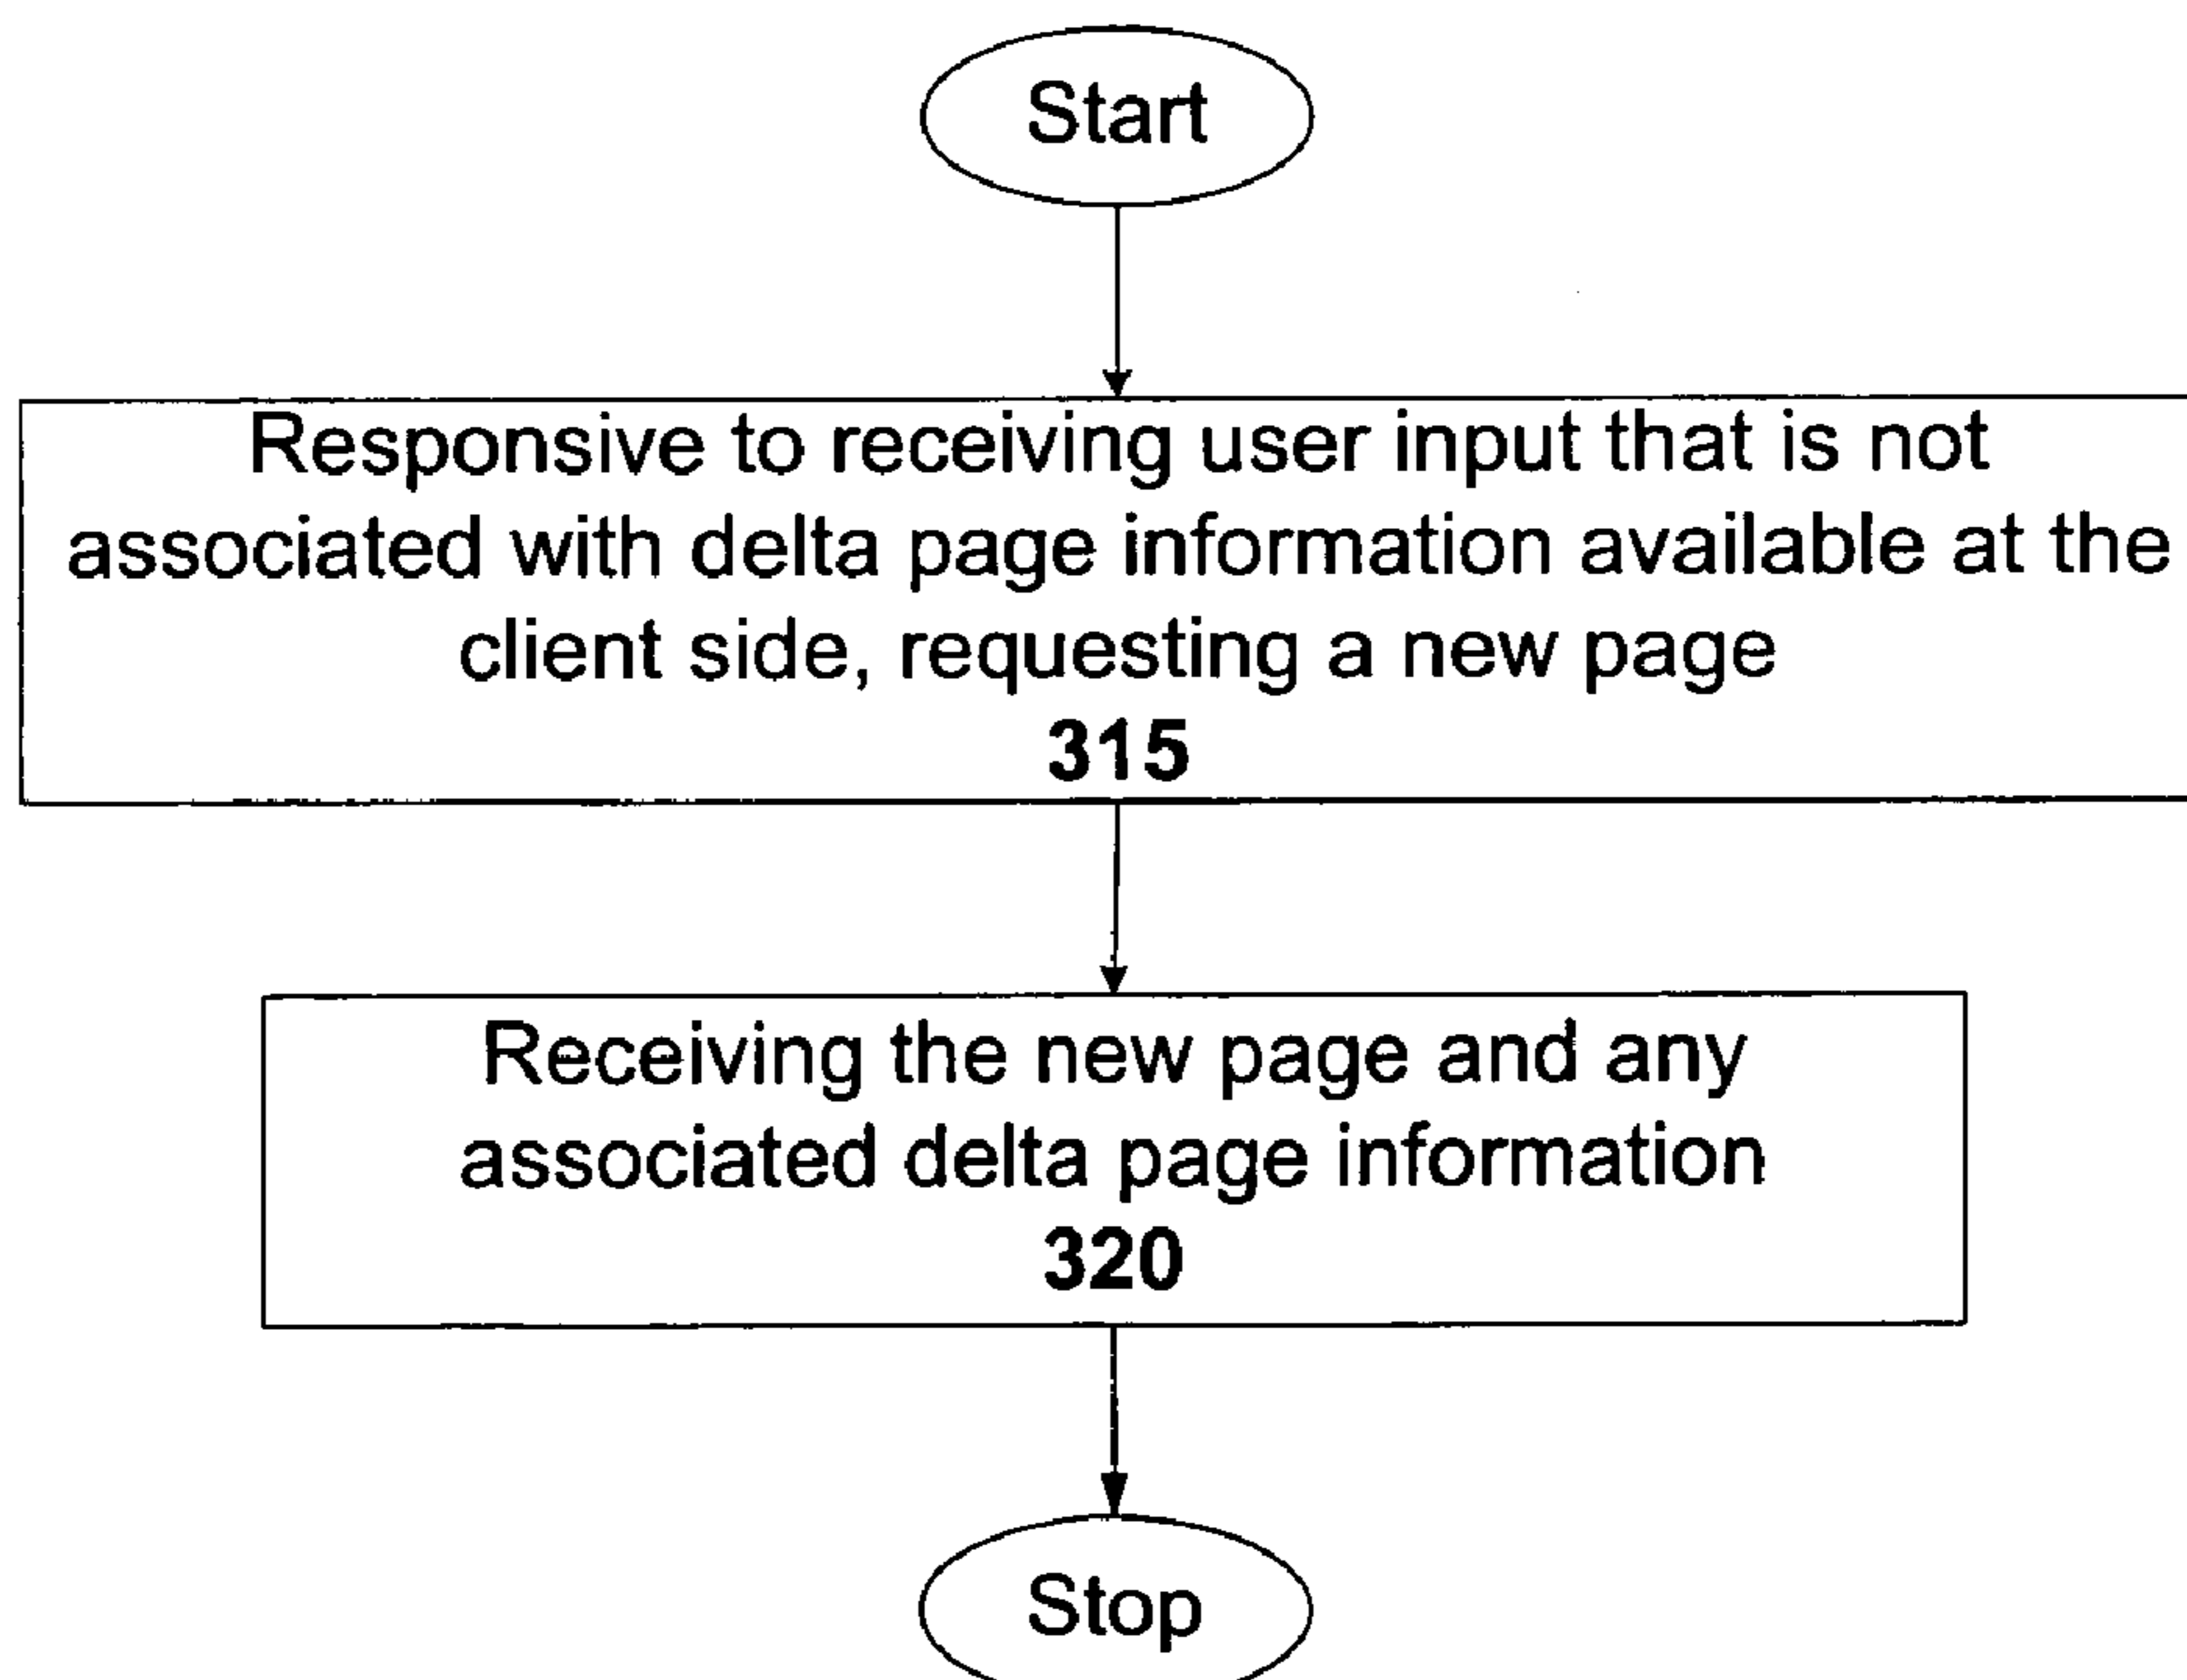 Start
Responsive to receiving user input that is not
associated with delta page information available at the
client side, requesting a new page
315
Receiving the new page and any
associated delta page information
320
Stop